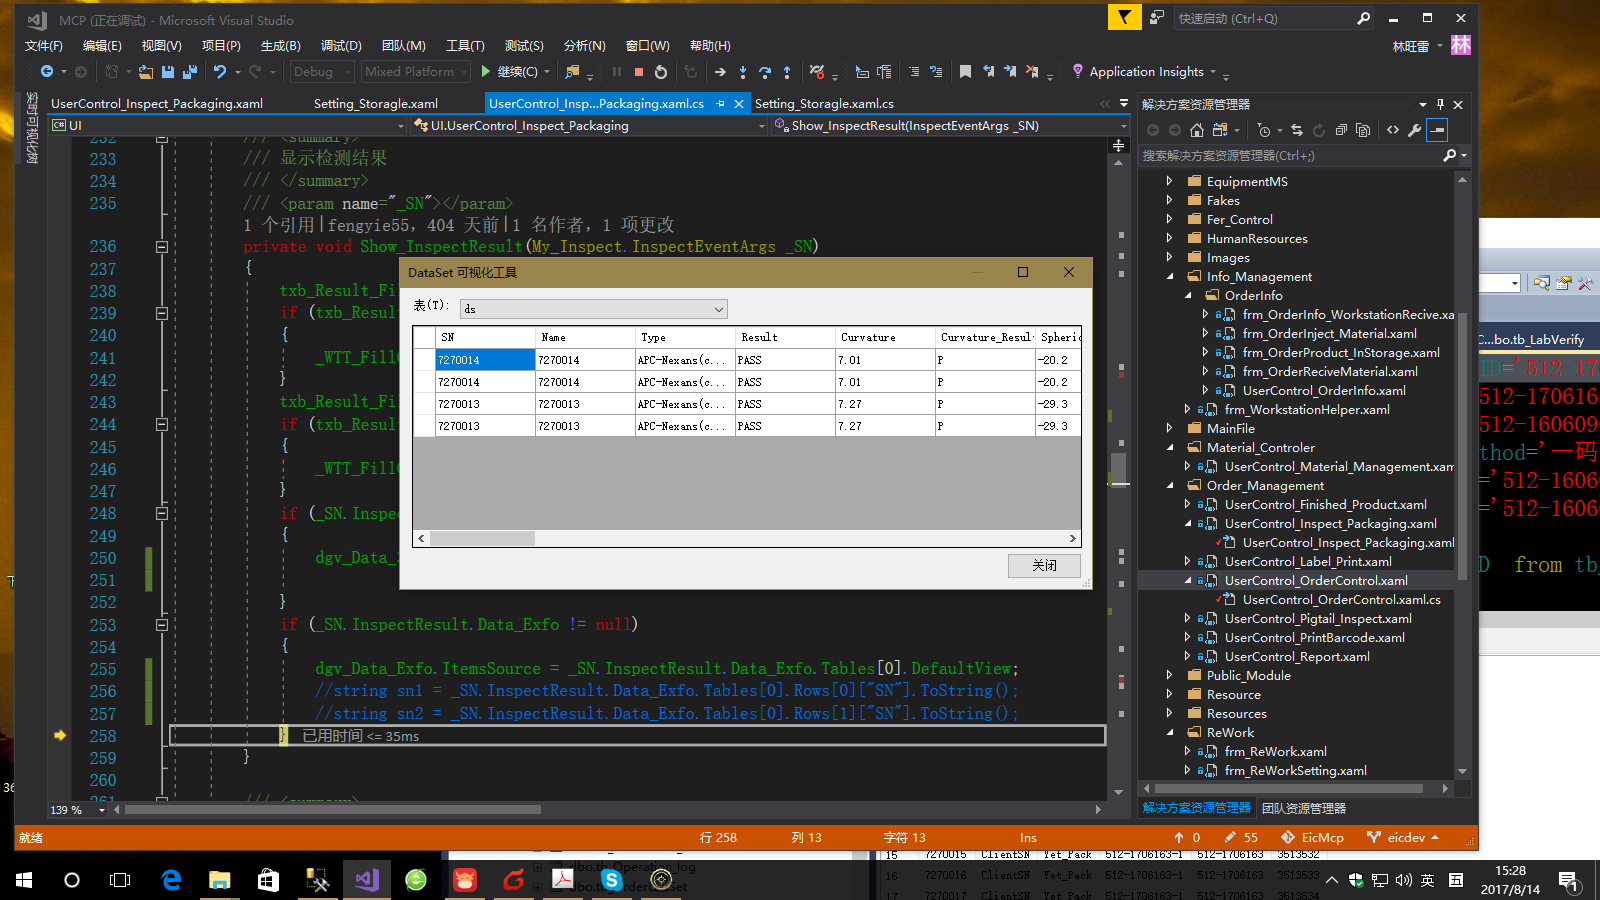 MCP (正在调试) - Microsoft Visual Studio
快速启动 (Ctrl+Q)
文件(F) 编辑(E) 视图(V) 项目(P) 生成(B) 调试(D) 团队(M) 工具(T) 测试(S) 分析(N) 窗口(W) 帮助(H)
林旺雷 林
Debug Mixed Platform 继续(C) Application Insights
实时可视化树
UserControl_Inspect_Packaging.xaml Setting_Storagle.xaml UserControl_Insp...Packaging.xaml.cs Setting_Storagle.xaml.cs
C# UI UI.UserControl_Inspect_Packaging Show_InspectResult(InspectEventArgs _SN)
232 /// <summary>
233 /// 显示检测结果
234 /// </summary>
235 /// <param name="_SN"></param>
1 个引用|fengyie55，404 天前|1 名作者，1 项更改
236 private void Show_InspectResult(My_Inspect.InspectEventArgs _SN)
237 {
238 txb_Result_Fi
239 if (txb_Resul
240 {
241 _WTT_Fill
242 }
243 txb_Result_Fi
244 if (txb_Resul
245 {
246 _WTT_Fill
247 }
248 if (_SN.Inspe
249 {
250 dgv_Data_
251
252 }
253 if (_SN.InspectResult.Data_Exfo != null)
254 {
255 dgv_Data_Exfo.ItemsSource = _SN.InspectResult.Data_Exfo.Tables[0].DefaultView;
256 //string sn1 = _SN.InspectResult.Data_Exfo.Tables[0].Rows[0]["SN"].ToString();
257 //string sn2 = _SN.InspectResult.Data_Exfo.Tables[0].Rows[1]["SN"].ToString();
258 } 已用时间 <= 35ms
259 }
260
139 %
DataSet 可视化工具
表(T): ds
SN Name Type Result Curvature Curvature_Resul Spheric
7270014 7270014 APC-Nexans(c... PASS 7.01 P -20.2
7270014 7270014 APC-Nexans(c... PASS 7.01 P -20.2
7270013 7270013 APC-Nexans(c... PASS 7.27 P -29.3
7270013 7270013 APC-Nexans(c... PASS 7.27 P -29.3
关闭
解决方案资源管理器
搜索解决方案资源管理器(Ctrl+;)
EquipmentMS
Fakes
Fer_Control
HumanResources
Images
Info_Management
OrderInfo
frm_OrderInfo_WorkstationRecive.xa
frm_OrderInject_Material.xaml
frm_OrderProduct_InStorage.xaml
frm_OrderReciveMaterial.xaml
UserControl_OrderInfo.xaml
frm_WorkstationHelper.xaml
MainFile
Material_Controler
UserControl_Material_Management.xam
Order_Management
UserControl_Finished_Product.xaml
UserControl_Inspect_Packaging.xaml
UserControl_Inspect_Packaging.xaml
UserControl_Label_Print.xaml
UserControl_OrderControl.xaml
UserControl_OrderControl.xaml.cs
UserControl_Pigtail_Inspect.xaml
UserControl_PrintBarcode.xaml
UserControl_Report.xaml
Public_Module
Resource
Resources
ReWork
frm_ReWork.xaml
frm_ReWorkSetting.xaml
解决方案资源管理器 团队资源管理器
就绪 行 258 列 13 字符 13 Ins 0 55 EicMcp eicdev
C...bo.tb_LabVerify
ID='512-17
512-170616
512-160609
thod='一码
='512-1606
='512-1606
D from tb
dbo.tb_Operation_log
15 7270015 ClientSN Yet_Pack 512-1706163-1 512-1706163 3513532
16 7270016 ClientSN Yet_Pack 512-1706163-1 512-1706163 3513533
17 7270017 ClientSN Yet_Pack 512-1706163-1 512-1706163 3513534
英 15:28
2017/8/14
1